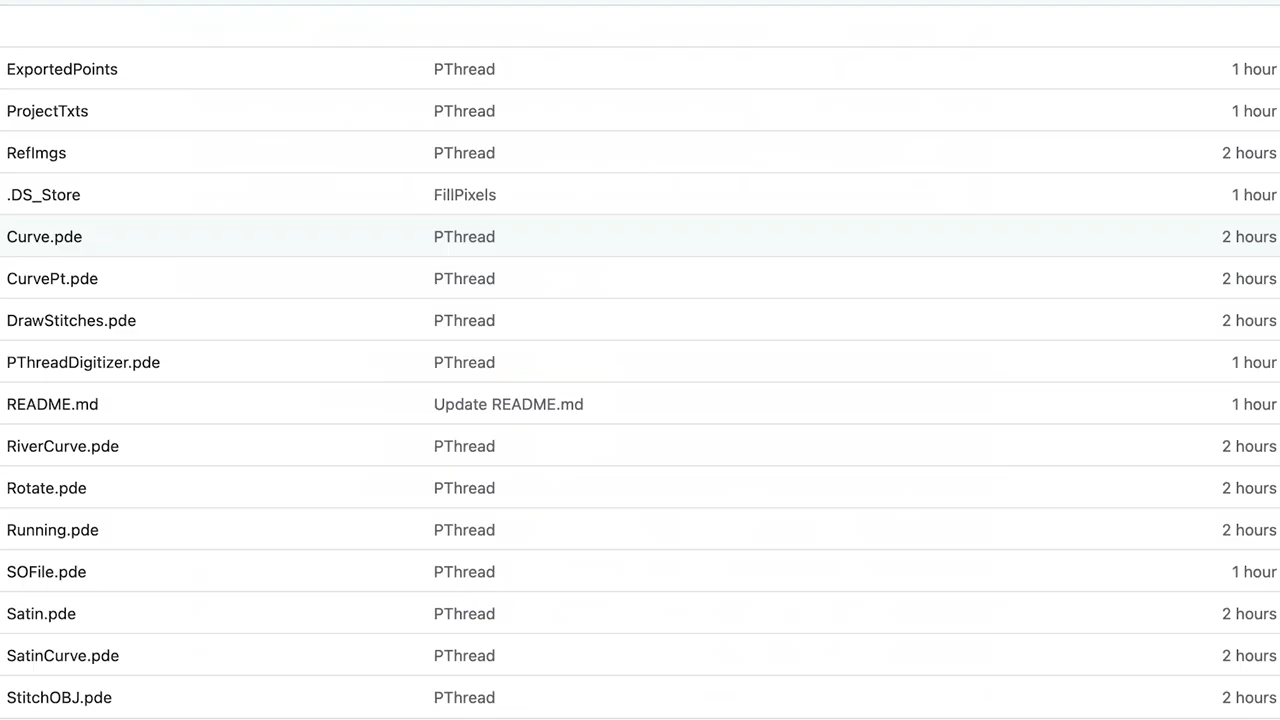 ExportedPoints PThread 1 hour
ProjectTxts PThread 1 hour
RefImgs PThread 2 hours
.DS_Store FillPixels 1 hour
Curve.pde PThread 2 hours
CurvePt.pde PThread 2 hours
DrawStitches.pde PThread 2 hours
PThreadDigitizer.pde PThread 1 hour
README.md Update README.md 1 hour
RiverCurve.pde PThread 2 hours
Rotate.pde PThread 2 hours
Running.pde PThread 2 hours
SOFile.pde PThread 1 hour
Satin.pde PThread 2 hours
SatinCurve.pde PThread 2 hours
StitchOBJ.pde PThread 2 hours